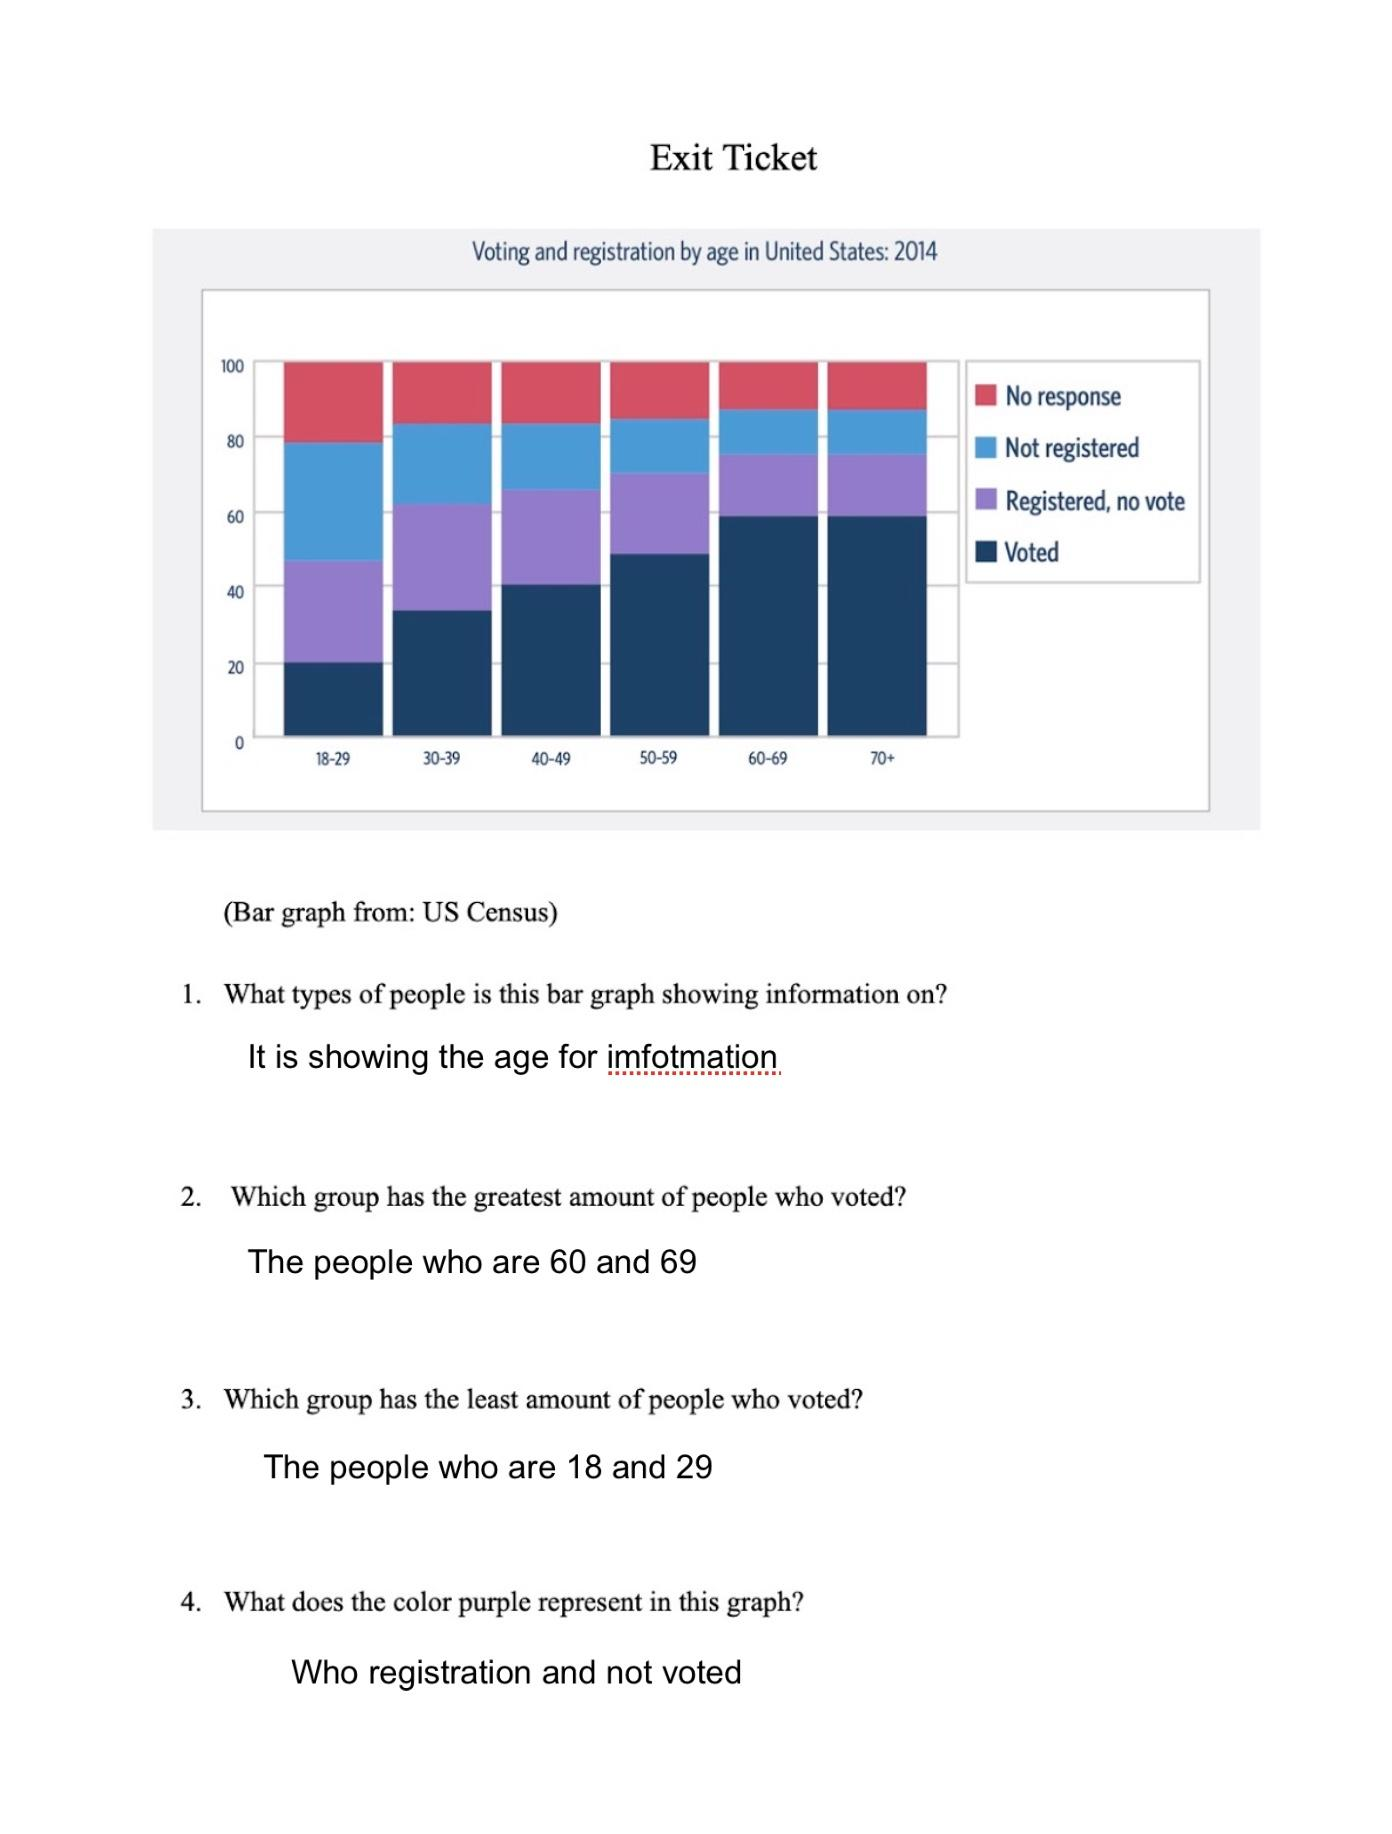 Exit Ticket
Voting and registration by age in United States: 2014
100
80
60
40
20
0
18-29 30-39 40-49 50-59 60-69 70+
No response
Not registered
Registered, no vote
Voted
(Bar graph from: US Census)
1. What types of people is this bar graph showing information on?
It is showing the age for imfotmation
2. Which group has the greatest amount of people who voted?
The people who are 60 and 69
3. Which group has the least amount of people who voted?
The people who are 18 and 29
4. What does the color purple represent in this graph?
Who registration and not voted